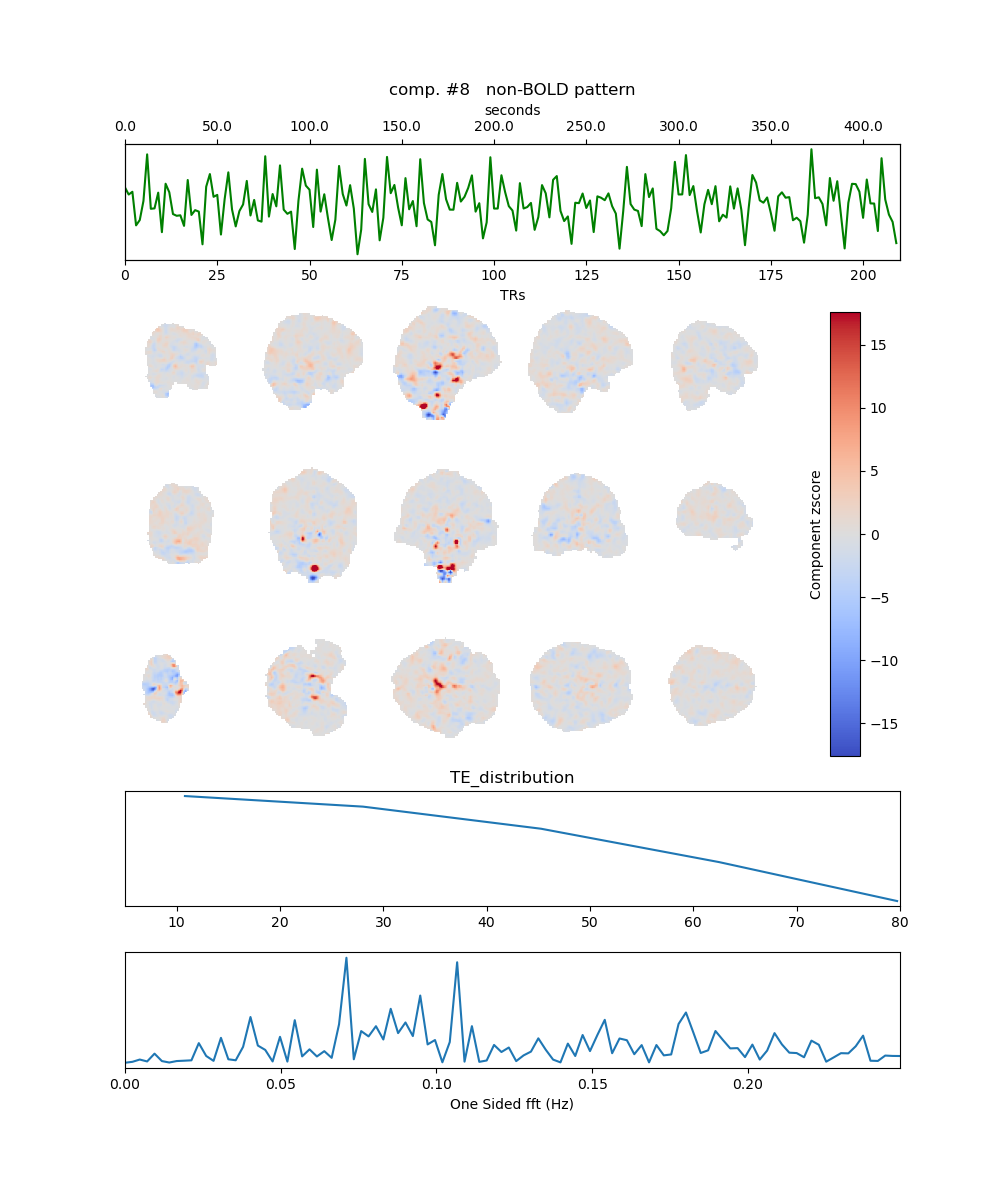 comp. #8   non-BOLD pattern
seconds
0.0 50.0 100.0 150.0 200.0 250.0 300.0 350.0 400.0
0 25 50 75 100 125 150 175 200
TRs
15
10
5
0
−5
−10
−15
Component zscore
TE_distribution
10 20 30 40 50 60 70 80
0.00 0.05 0.10 0.15 0.20
One Sided fft (Hz)